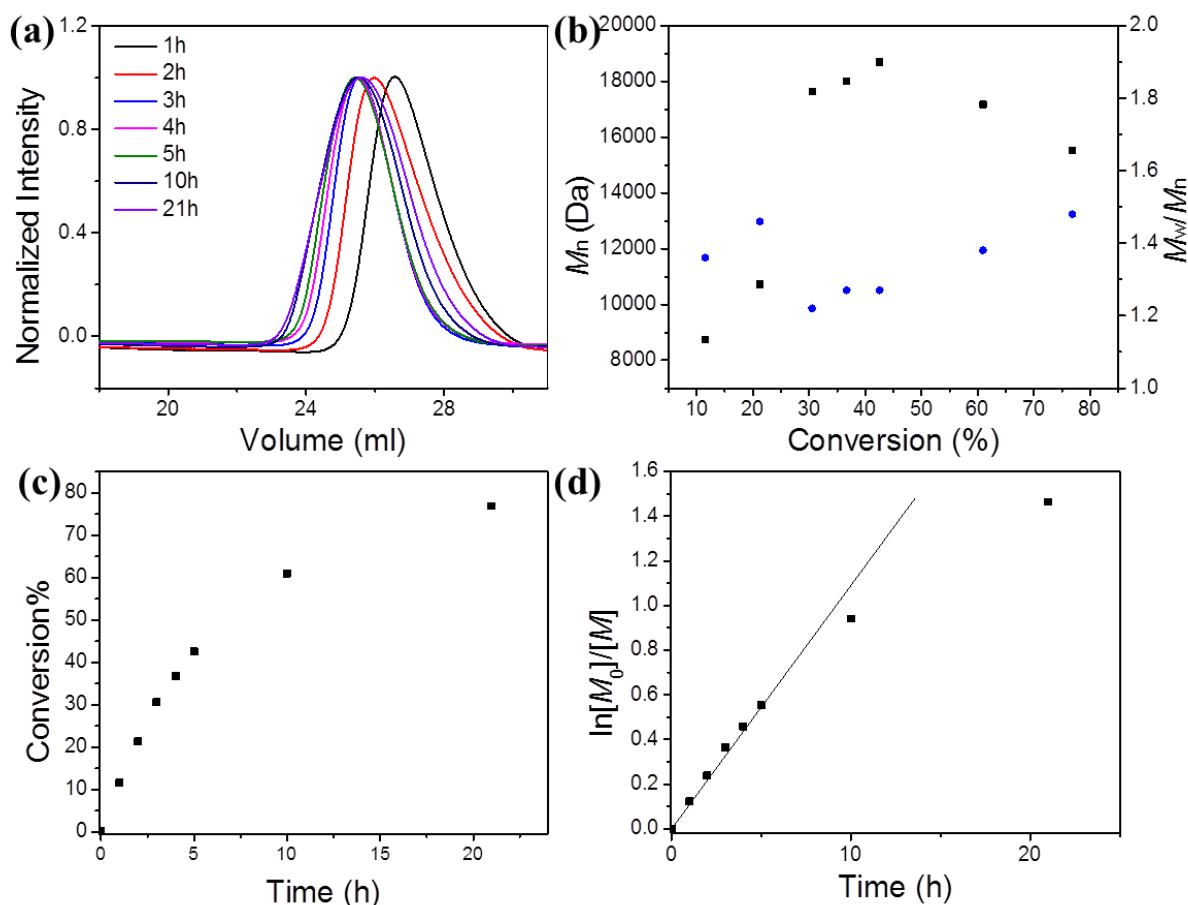 (a)
1.2
0.8
0.4
0.0
Normalized Intensity
1h
2h
3h
4h
5h
10h
21h
20 24 28
Volume (ml)
(b)
20000
18000
16000
14000
12000
10000
8000
Mn (Da)
2.0
1.8
1.6
1.4
1.2
1.0
Mw/Mn
10 20 30 40 50 60 70 80
Conversion (%)
(c)
80
70
60
50
40
30
20
10
0
Conversion%
0 5 10 15 20
Time (h)
(d)
1.6
1.4
1.2
1.0
0.8
0.6
0.4
0.2
0.0
ln[M0]/[M]
0 10 20
Time (h)